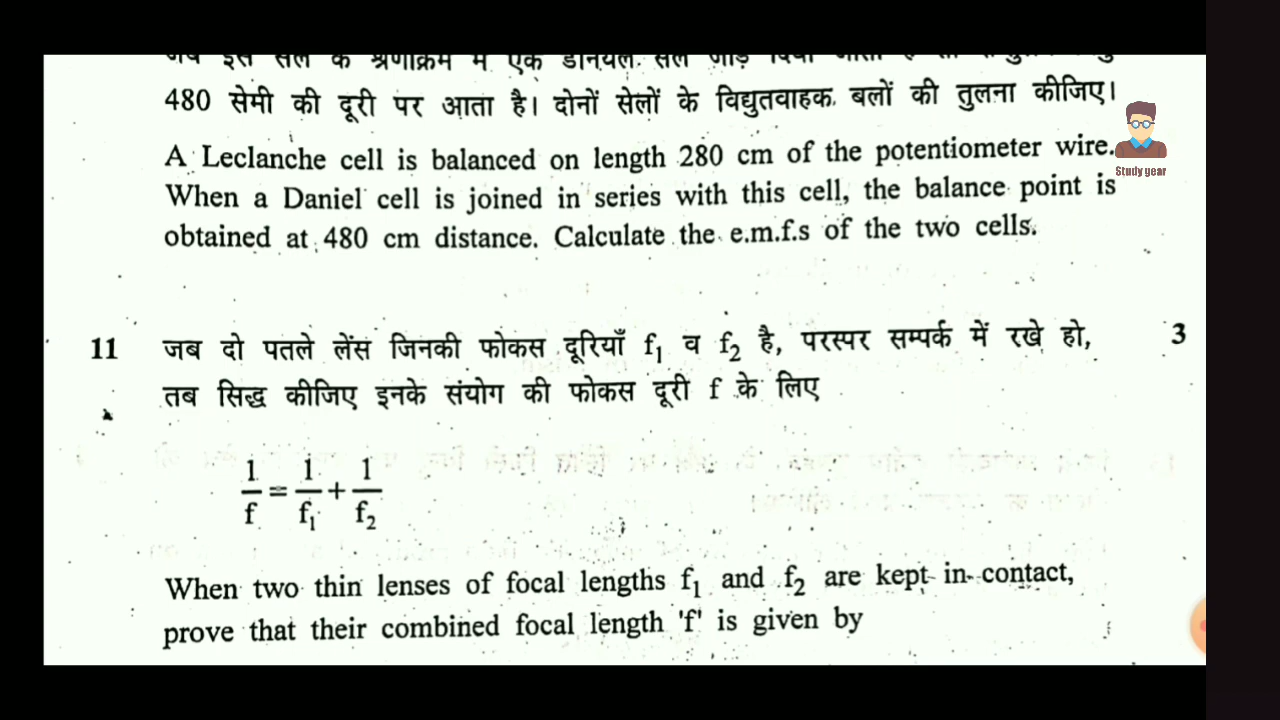 480 सेमी की दूरी पर आता है। दोनों सेलों के विद्युतवाहक बलों की तुलना कीजिए।
A Leclanche cell is balanced on length 280 cm of the potentiometer wire.
When a Daniel cell is joined in series with this cell, the balance point is
obtained at 480 cm distance. Calculate the e.m.f.s of the two cells.
Study year
11 जब दो पतले लेंस जिनकी फोकस दूरियाँ f₁ व f₂ है, परस्पर सम्पर्क में रखे हो, 3
तब सिद्ध कीजिए इनके संयोग की फोकस दूरी f के लिए
1/f = 1/f₁ + 1/f₂
When two thin lenses of focal lengths f₁ and f₂ are kept in contact,
prove that their combined focal length 'f' is given by